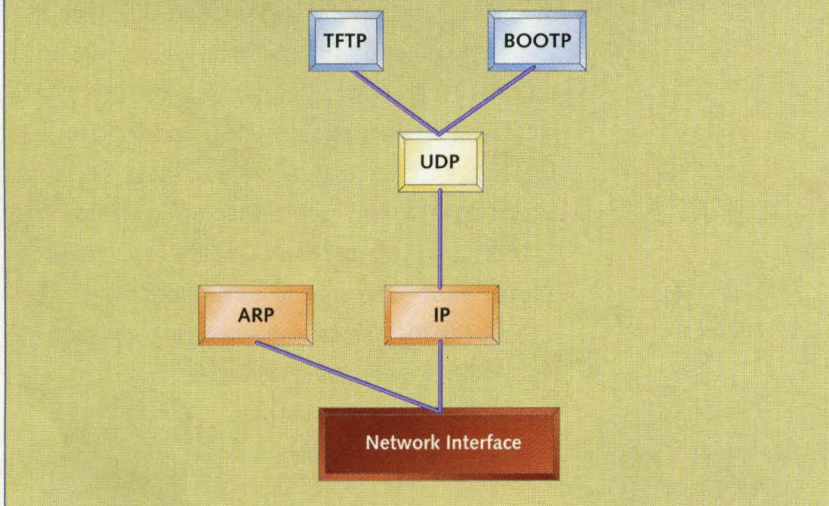 TFTP
BOOTP
UDP
ARP
IP
Network Interface